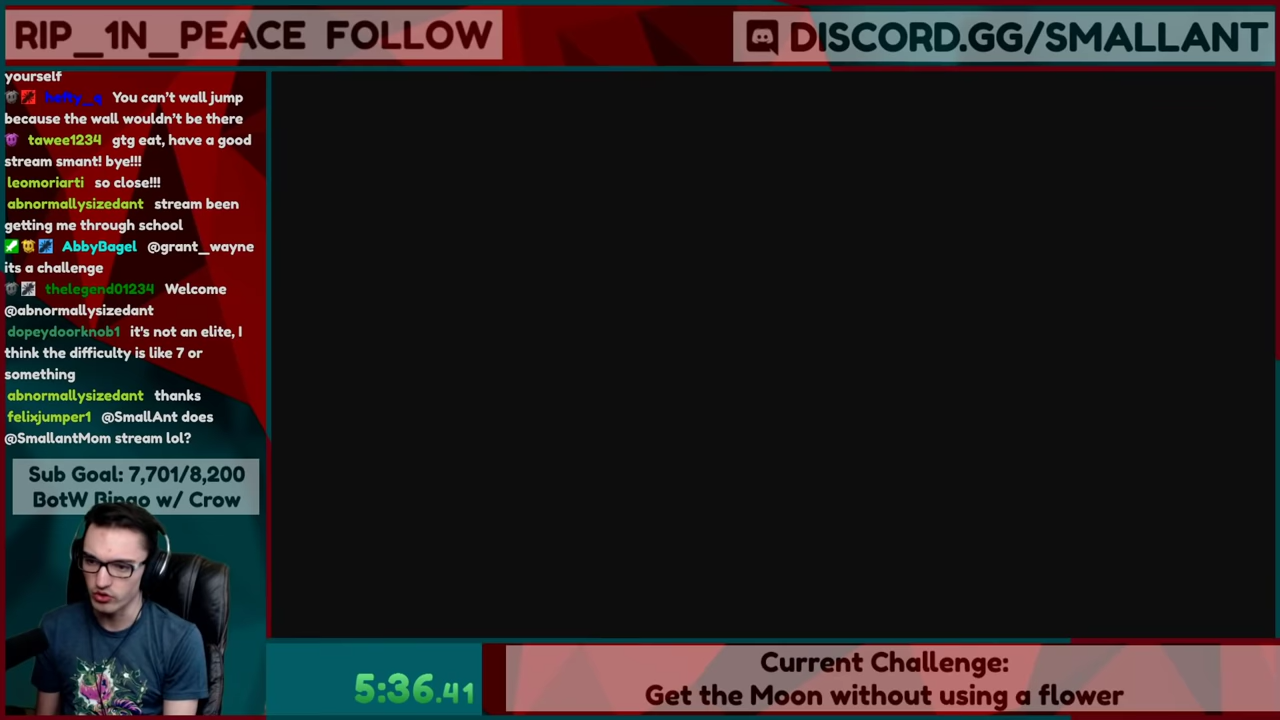 RIP_1N_PEACE FOLLOW
DISCORD.GG/SMALLANT
yourself
hefty_q You can't wall jump
because the wall wouldn't be there
tawee1234 gtg eat, have a good
stream smant! bye!!!
leomoriarti so close!!!
abnormallysizedant stream been
getting me through school
AbbyBagel @grant_wayne
its a challenge
thelegend01234 Welcome
@abnormallysizedant
dopeydoorknob1 it's not an elite, I
think the difficulty is like 7 or
something
abnormallysizedant thanks
felixjumper1 @SmallAnt does
@SmallantMom stream lol?
Sub Goal: 7,701/8,200
BotW Bingo w/ Crow
5:36.41
Current Challenge:
Get the Moon without using a flower